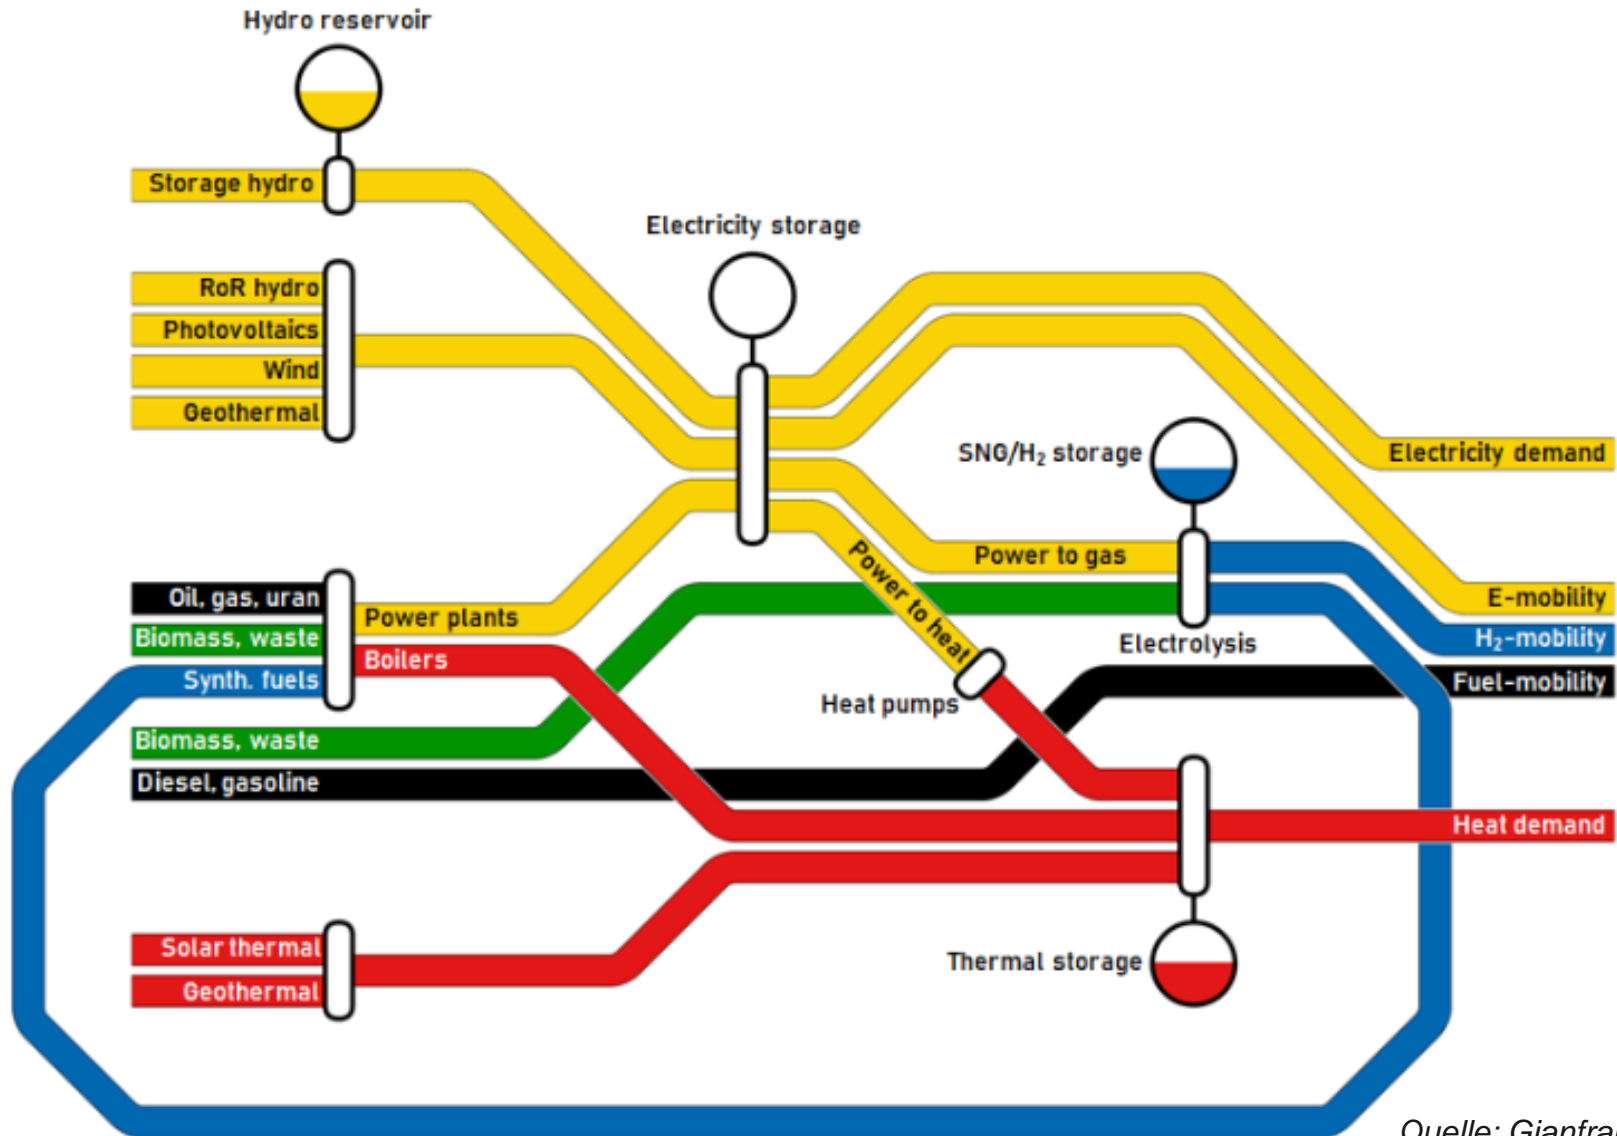 Hydro reservoir
Storage hydro
Electricity storage
RoR hydro
Photovoltaics
Wind
Geothermal
SNG/H₂ storage
Electricity demand
Power to gas
Power to heat
Oil, gas, uran
Power plants
E-mobility
Biomass, waste
H₂-mobility
Electrolysis
Boilers
Synth. fuels
Fuel-mobility
Heat pumps
Biomass, waste
Diesel, gasoline
Heat demand
Solar thermal
Thermal storage
Geothermal
Quelle: